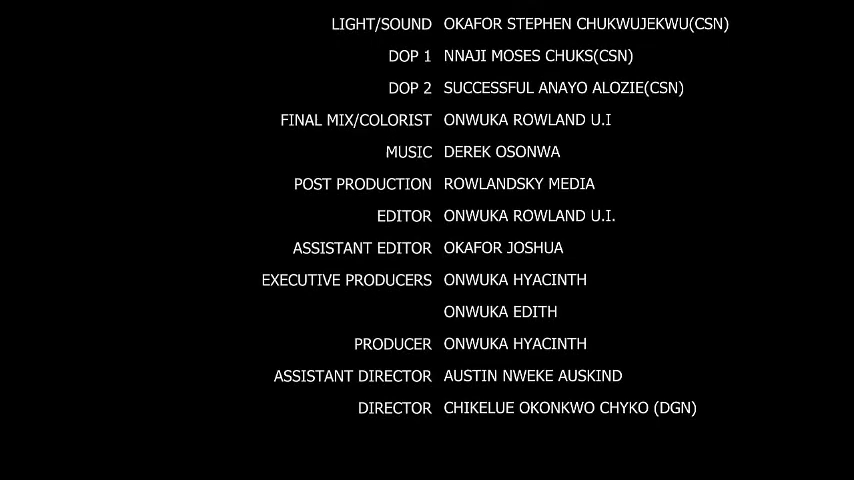 LIGHT/SOUND OKAFOR STEPHEN CHUKWUJEKWU(CSN)
DOP 1 NNAJI MOSES CHUKS(CSN)
DOP 2 SUCCESSFUL ANAYO ALOZIE(CSN)
FINAL MIX/COLORIST ONWUKA ROWLAND U.I
MUSIC DEREK OSONWA
POST PRODUCTION ROWLANDSKY MEDIA
EDITOR ONWUKA ROWLAND U.I.
ASSISTANT EDITOR OKAFOR JOSHUA
EXECUTIVE PRODUCERS ONWUKA HYACINTH
ONWUKA EDITH
PRODUCER ONWUKA HYACINTH
ASSISTANT DIRECTOR AUSTIN NWEKE AUSKIND
DIRECTOR CHIKELUE OKONKWO CHYKO (DGN)